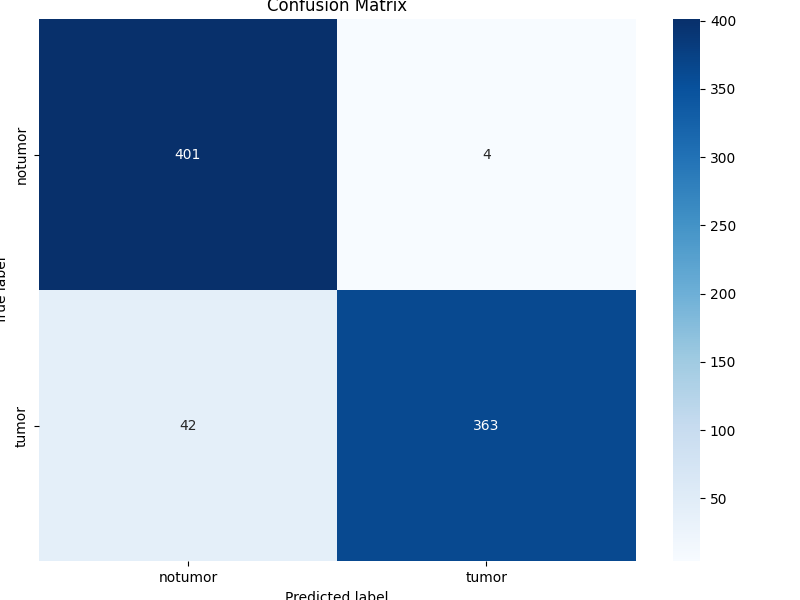 Confusion Matrix
notumor
tumor
True label
401
4
42
363
notumor
tumor
Predicted label
400
350
300
250
200
150
100
50